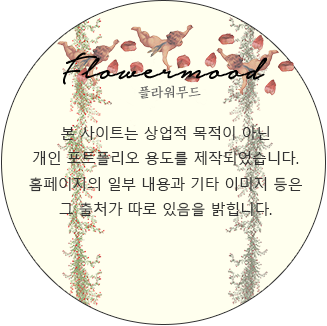 Flowermood
플라워무드
본 사이트는 상업적 목적이 아닌
개인 포트폴리오 용도를 제작되었습니다.
홈페이지의 일부 내용과 기타 이미지 등은
그 출처가 따로 있음을 밝힙니다.